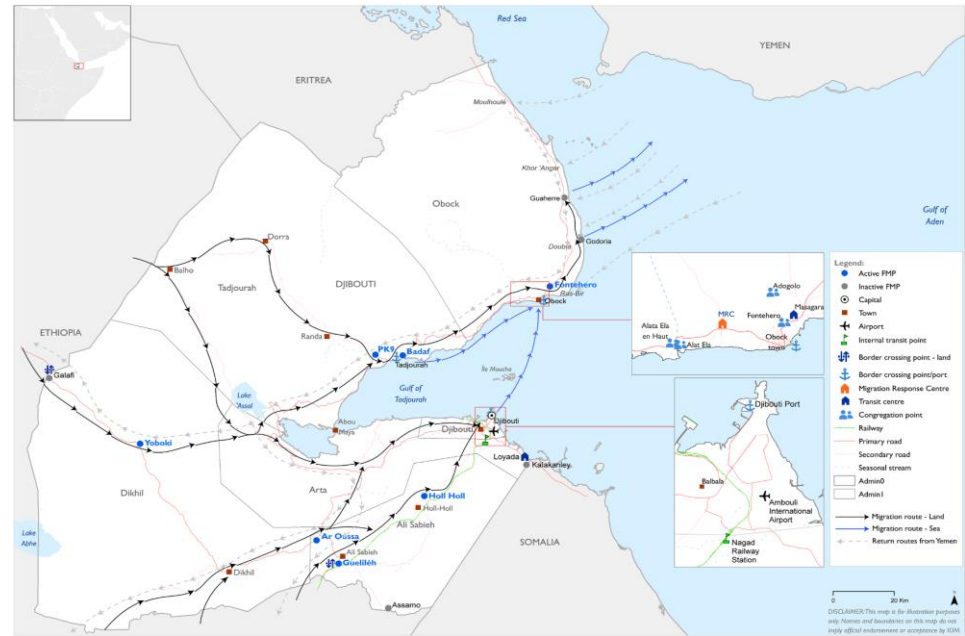 Red Sea
YEMEN
ERITREA
Moulhoule
Khor 'Angar
Obock
Guaherre
Gulf of
Aden
Dorra
Doubia
Godoria
Balho
Tadjourah
DJIBOUTI
Fontehero
Ras-Bir
Obock
ETHIOPIA
Randa
PK9
Badaf
Tadjourah
Galafi
Île Moucha
Lake
'Assal
Gulf of
Tadjourah
Abou
Maya
Djibouti
Djibouti
Yoboki
Loyada
Kalakanley
Dikhil
Arta
Holl Holl
Holl-Holl
Ali Sabieh
Lake
Abhe
Ar Oússa
Ali Sabieh
Guelilèh
SOMALIA
Dikhil
Assamo
Adogolo
MRC
Fontehero
Masagara
Alata Ela
en Haut
Alat Ela
Obock
town
Djibouti Port
Balbala
Ambouli
International
Airport
Nagad
Railway
Station
Legend:
Active FMP
Inactive FMP
Capital
Town
Airport
Internal transit point
Border crossing point - land
Border crossing point/port
Migration Response Centre
Transit centre
Congregation point
Railway
Primary road
Secondary road
Seasonal stream
Admin0
Admin1
Migration route - Land
Migration route - Sea
Return routes from Yemen
0 20 Km
DISCLAIMER:This map is for illustration purposes
only. Names and boundaries on this map do not
imply official endorsement or acceptance by IOM.